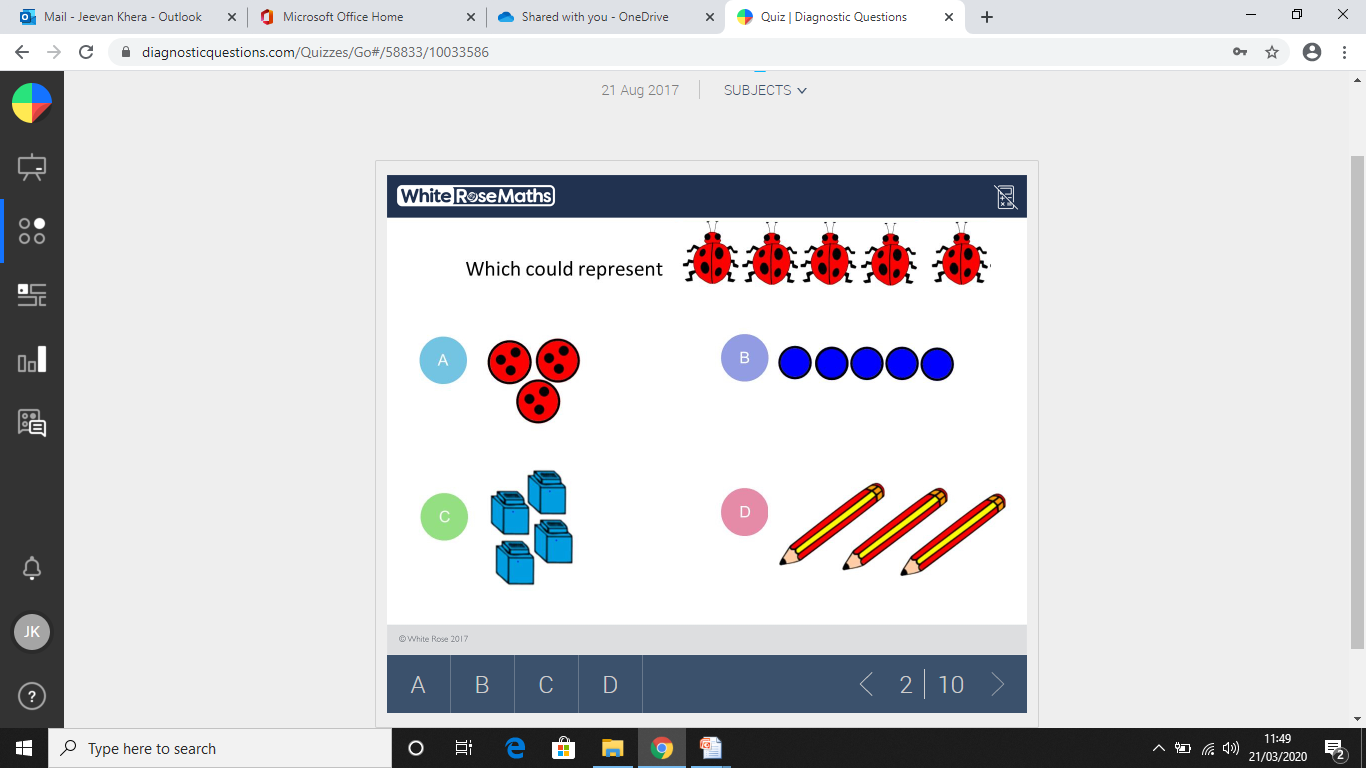 Mail - Jeevan Khera - Outlook
Microsoft Office Home
Shared with you - OneDrive
Quiz | Diagnostic Questions
diagnosticquestions.com/Quizzes/Go#/58833/10033586
21 Aug 2017
SUBJECTS
White Rose Maths
Which could represent
A
B
C
D
© White Rose 2017
A B C D 2 10
JK
?
Type here to search
11:49
21/03/2020
2